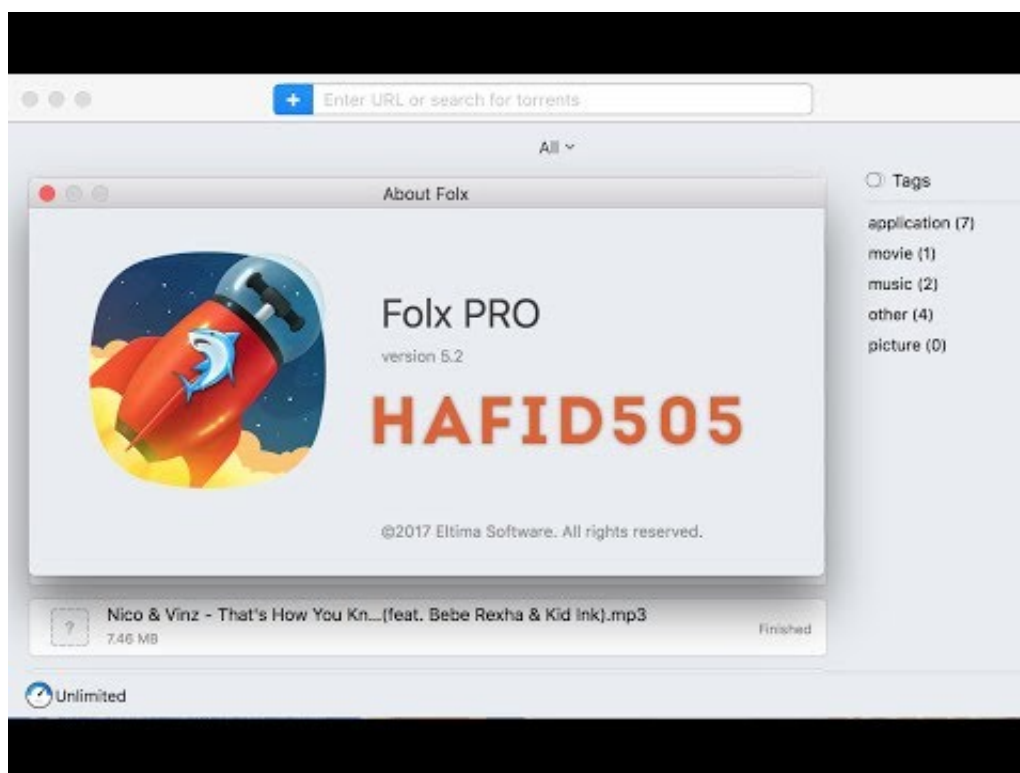 + Enter URL or search for torrents
All
About Folx
Tags
application (7)
movie (1)
music (2)
other (4)
picture (0)
Folx PRO
version 5.2
HAFID505
©2017 Eltima Software. All rights reserved.
?
Nico & Vinz - That's How You Kn...(feat. Bebe Rexha & Kid Ink).mp3
7.46 MB
Finished
Unlimited